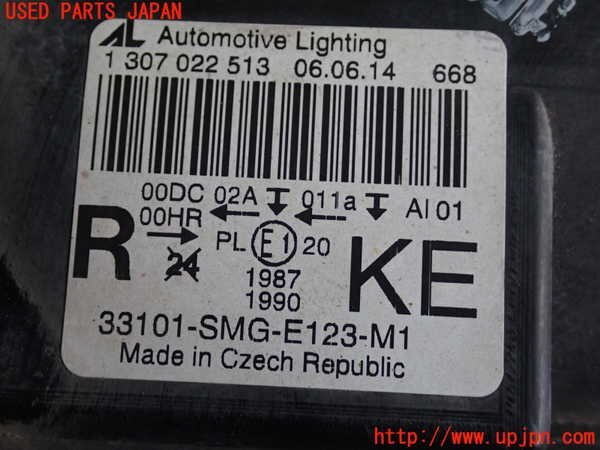 USED PARTS JAPAN
AL Automotive Lighting
1 307 022 513 06.06.14 668
00DC 02A 011a AI 01
00HR
R 24 PL E1 20 KE
1987
1990
33101-SMG-E123-M1
Made in Czech Republic
http://www.upjpn.com/